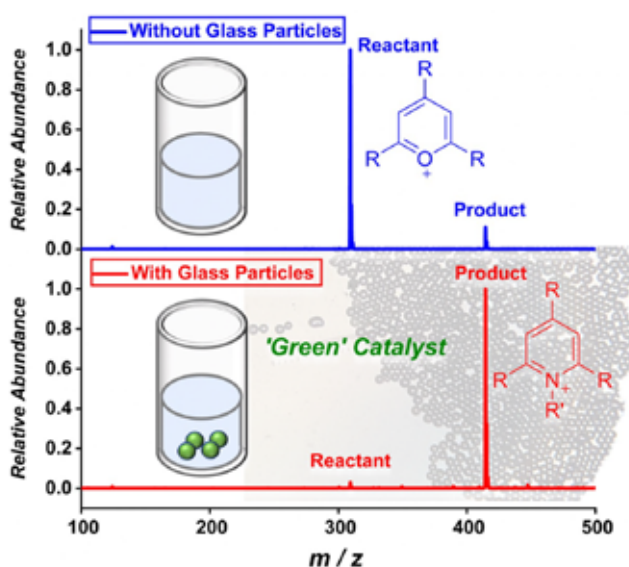 Without Glass Particles
Reactant
1.0
0.8
0.6
0.4
0.2
0.0
Relative Abundance
R
R
O
+
R
Product
With Glass Particles
Product
1.0
0.8
0.6
0.4
0.2
0.0
Relative Abundance
'Green' Catalyst
R
R
N
+
R
R'
Reactant
100
200
300
400
500
m / z